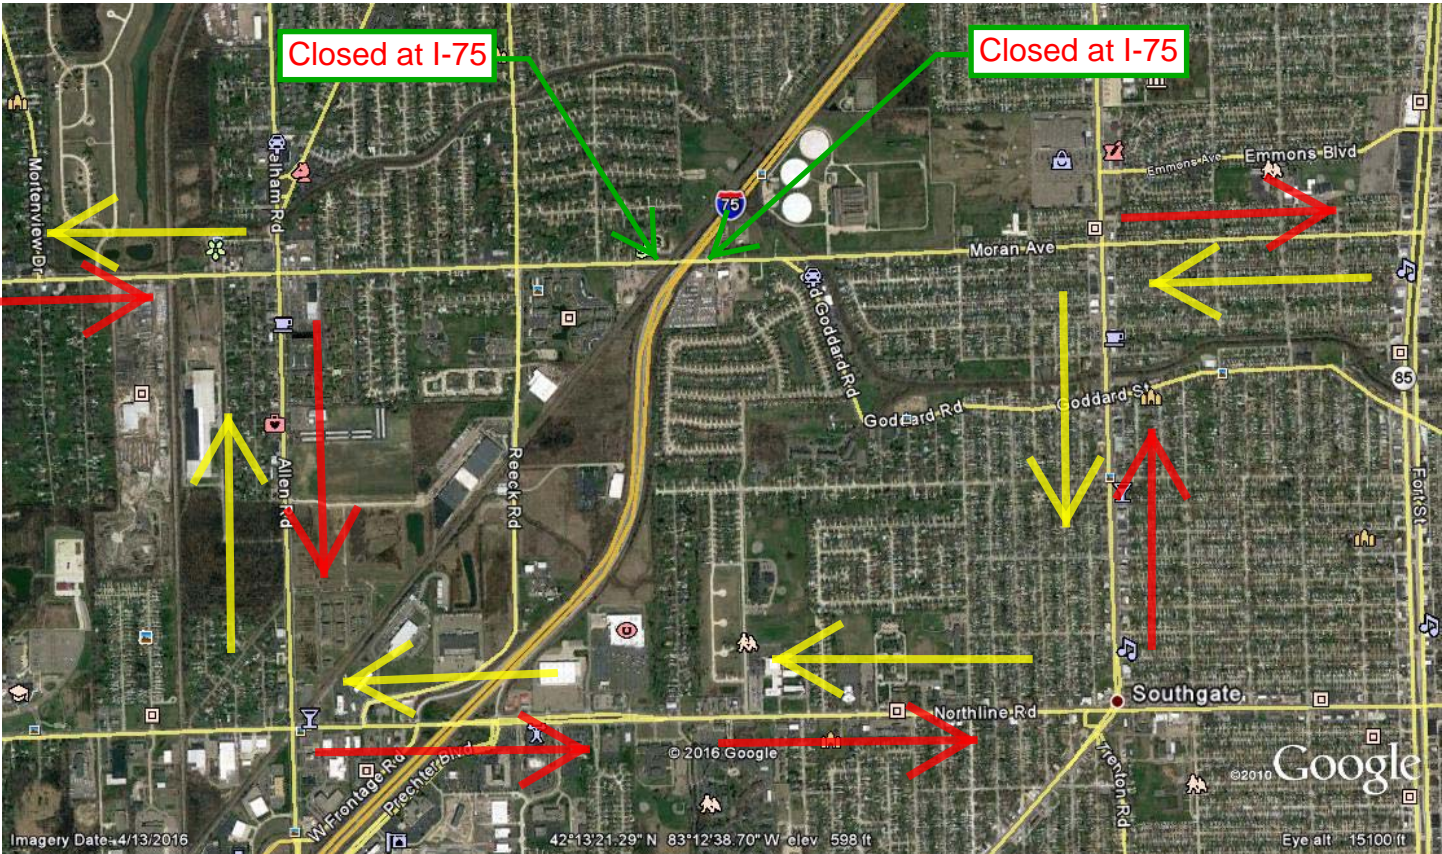 Closed at I-75
Closed at I-75
Mortenview Dr
alham Rd
Emmons Ave
Emmons Blvd
75
Moran Ave
d Goddard Rd
Goddard Rd
Goddard St
85
Allen Rd
Reeck Rd
Fort St
Southgate
Northline Rd
© 2016 Google
W Frontage Rd
Prechter Blvd
Trenton Rd
©2010 Google
Imagery Date: 4/13/2016
42°13'21.29" N 83°12'38.70" W elev 598 ft
Eye alt 15100 ft